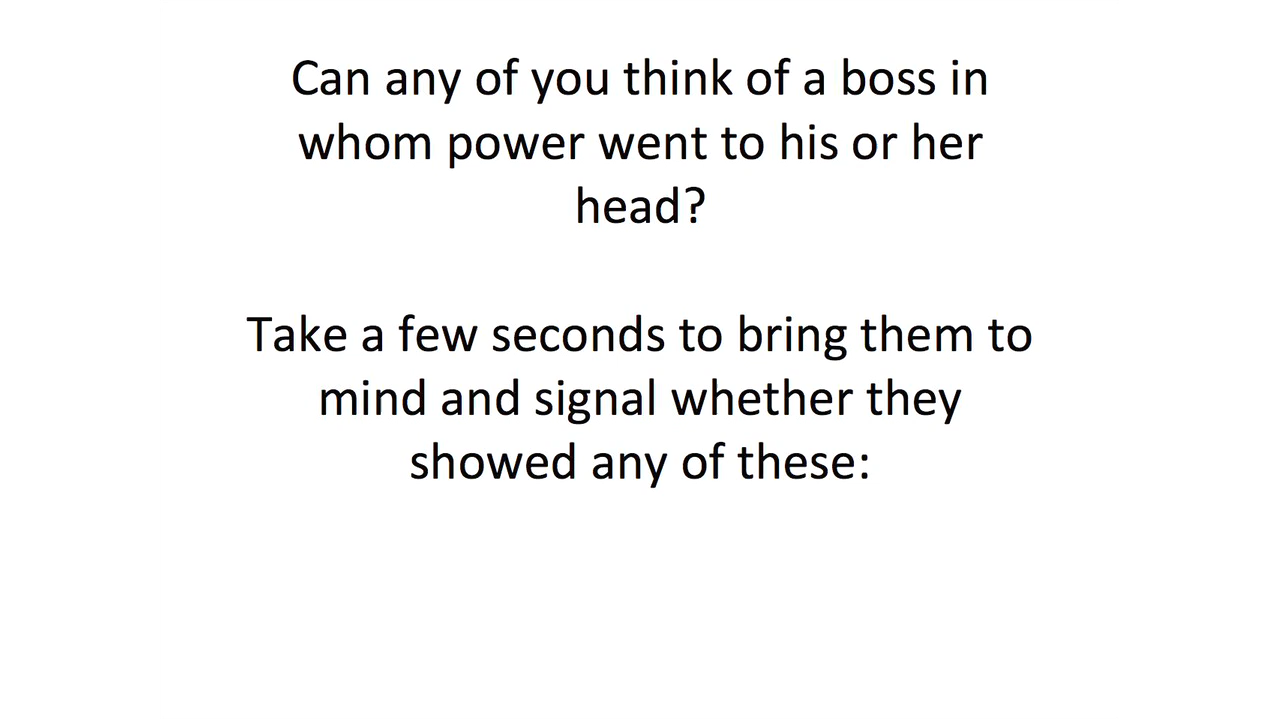 Can any of you think of a boss in
whom power went to his or her
head?
Take a few seconds to bring them to
mind and signal whether they
showed any of these: